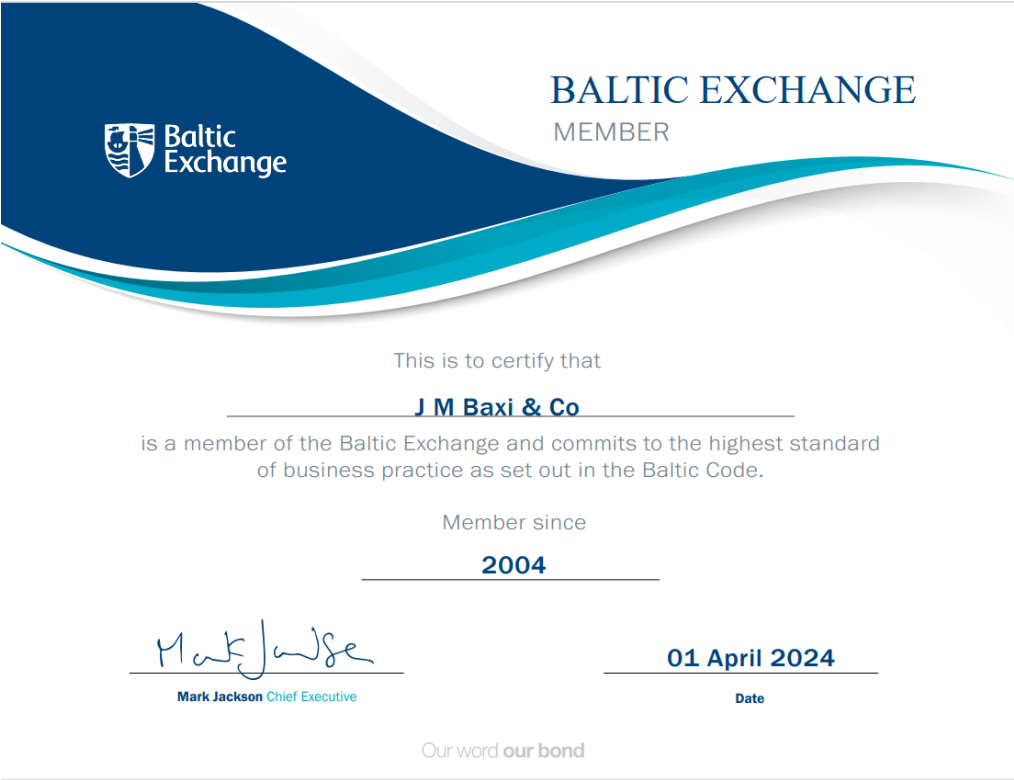 Baltic
Exchange
BALTIC EXCHANGE
MEMBER
This is to certify that
J M Baxi & Co
is a member of the Baltic Exchange and commits to the highest standard
of business practice as set out in the Baltic Code.
Member since
2004
Mark Jackson
01 April 2024
Mark Jackson Chief Executive
Date
Our word our bond